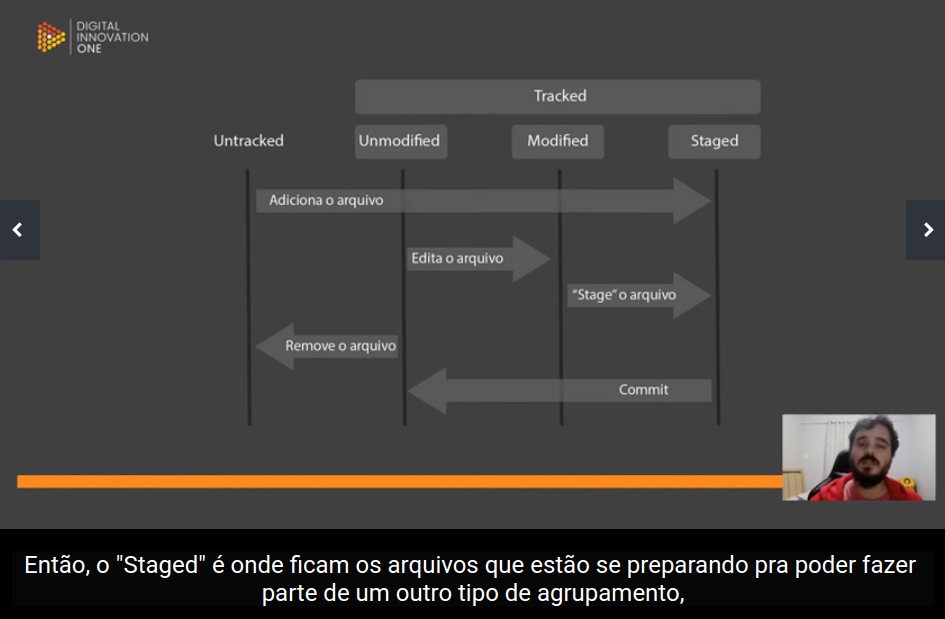 DIGITAL
INNOVATION
ONE
Tracked
Untracked
Unmodified
Modified
Staged
Adiciona o arquivo
Edita o arquivo
“Stage” o arquivo
Remove o arquivo
Commit
Então, o "Staged" é onde ficam os arquivos que estão se preparando pra poder fazer
parte de um outro tipo de agrupamento,